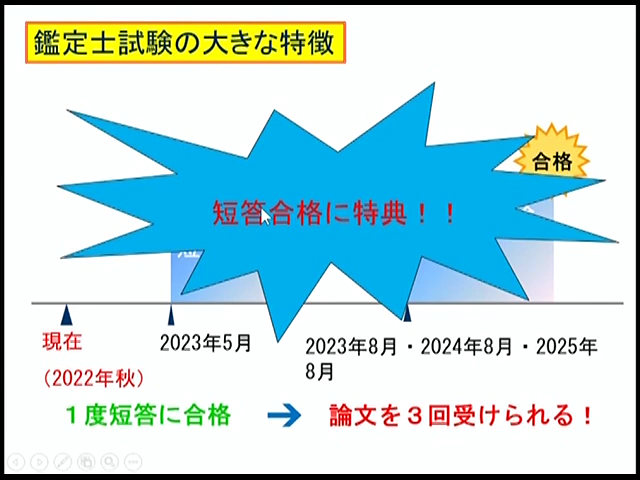 鑑定士試験の大きな特徴
合格
短答合格に特典！！
現在
（2022年秋）
2023年5月
2023年8月・2024年8月・2025年
8月
１度短答に合格
論文を３回受けられる！